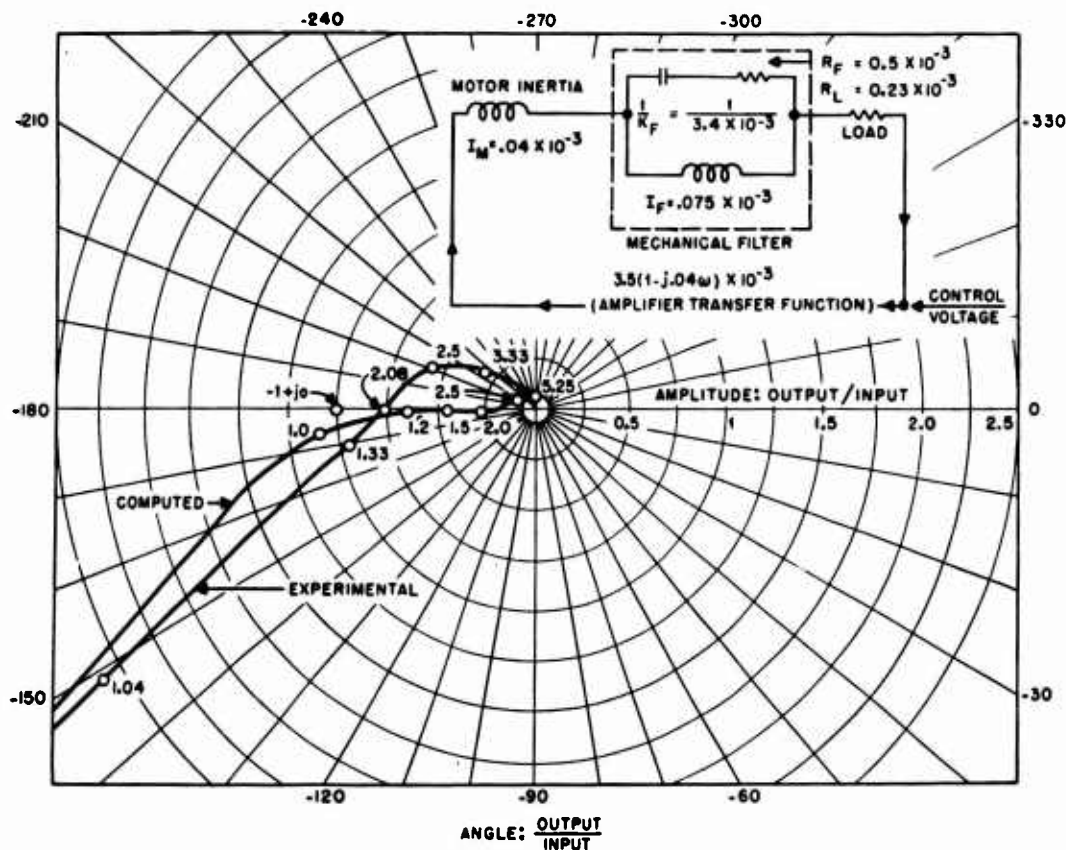 -240
-270
-300
MOTOR INERTIA
I_M = .04 X 10^-3
1/K_F = 1/3.4 X 10^-3
R_F = 0.5 X 10^-3
R_L = 0.23 X 10^-3
LOAD
I_F = .075 X 10^-3
MECHANICAL FILTER
-210
-330
3.5(1-j.04ω) X 10^-3
(AMPLIFIER TRANSFER FUNCTION)
CONTROL
VOLTAGE
2.5
3.33
2.08
2.5
5.25
-1+jo
AMPLITUDE: OUTPUT/INPUT
-180
0
1.0
1.2
1.5
2.0
0.5
1.0
1.5
2.0
2.5
1.33
COMPUTED
EXPERIMENTAL
1.04
-150
-30
-120
-90
-60
ANGLE: OUTPUT/INPUT